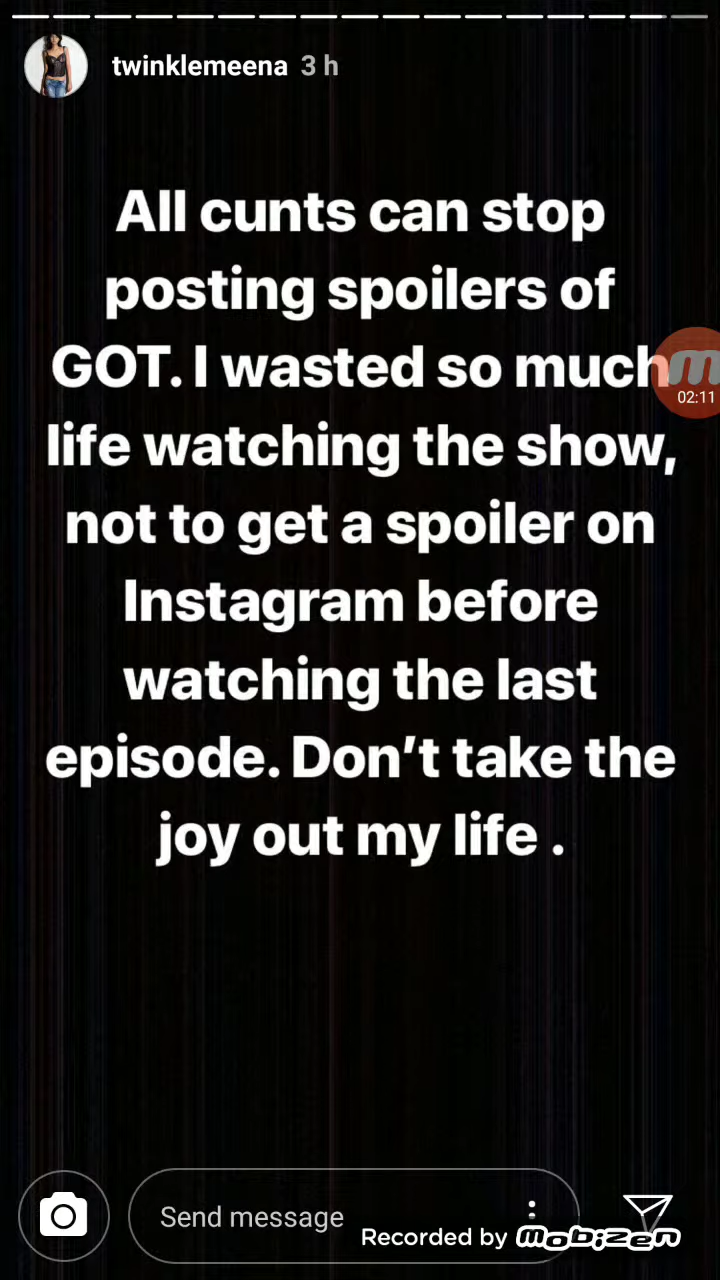 twinklemeena 3 h
All cunts can stop
posting spoilers of
GOT. I wasted so much
life watching the show,
not to get a spoiler on
Instagram before
watching the last
episode. Don’t take the
joy out my life .
02:11
Send message
Recorded by mobizen